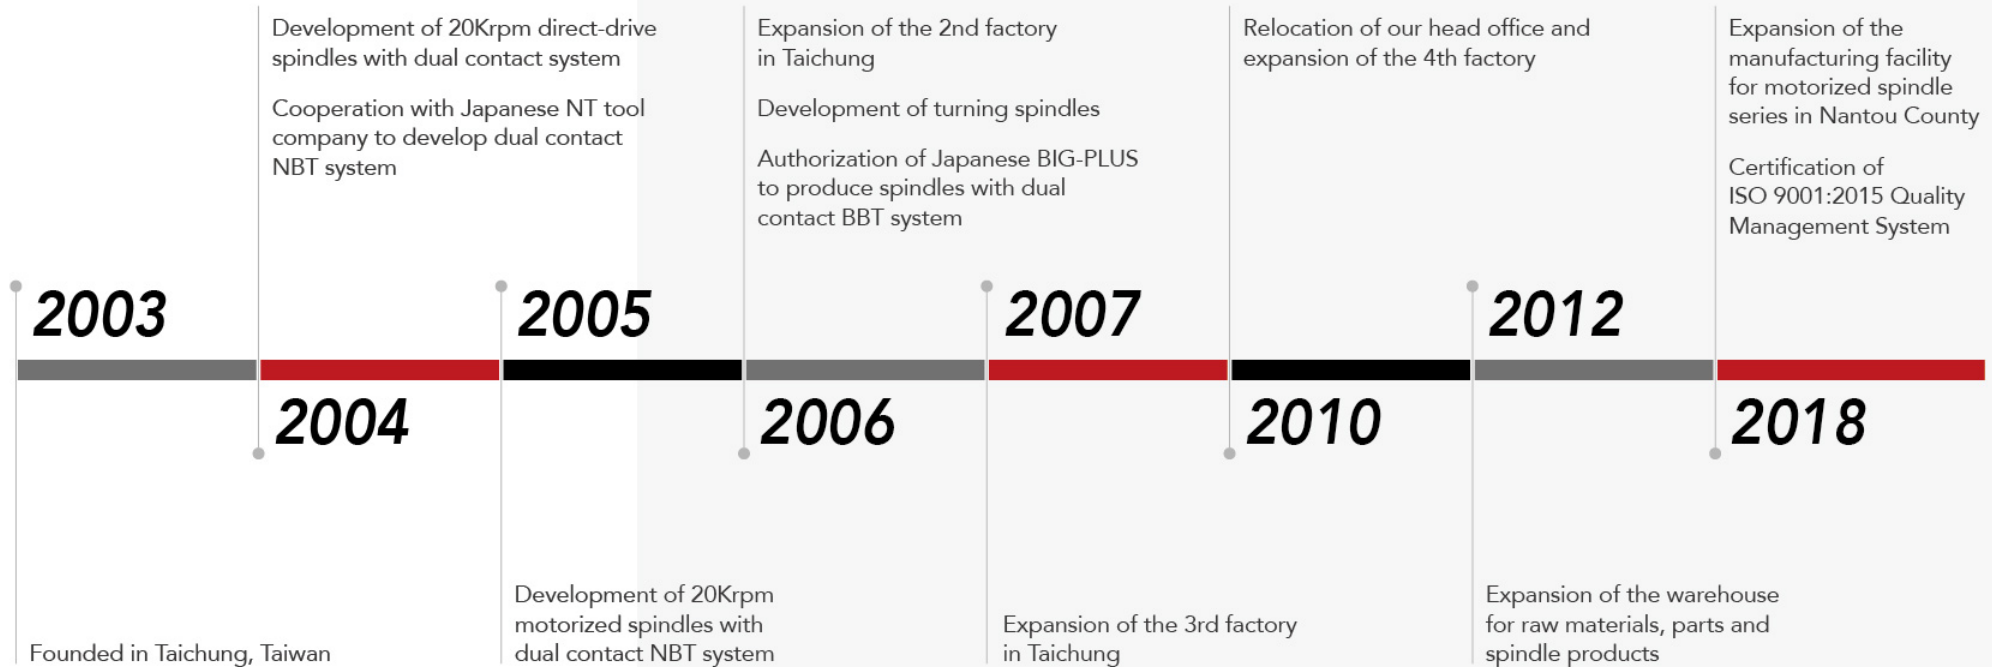 Development of 20Krpm direct-drive
spindles with dual contact system
Cooperation with Japanese NT tool
company to develop dual contact
NBT system
Expansion of the 2nd factory
in Taichung
Development of turning spindles
Authorization of Japanese BIG-PLUS
to produce spindles with dual
contact BBT system
Relocation of our head office and
expansion of the 4th factory
Expansion of the
manufacturing facility
for motorized spindle
series in Nantou County
Certification of
ISO 9001:2015 Quality
Management System
2003
2005
2007
2012
2004
2006
2010
2018
Founded in Taichung, Taiwan
Development of 20Krpm
motorized spindles with
dual contact NBT system
Expansion of the 3rd factory
in Taichung
Expansion of the warehouse
for raw materials, parts and
spindle products